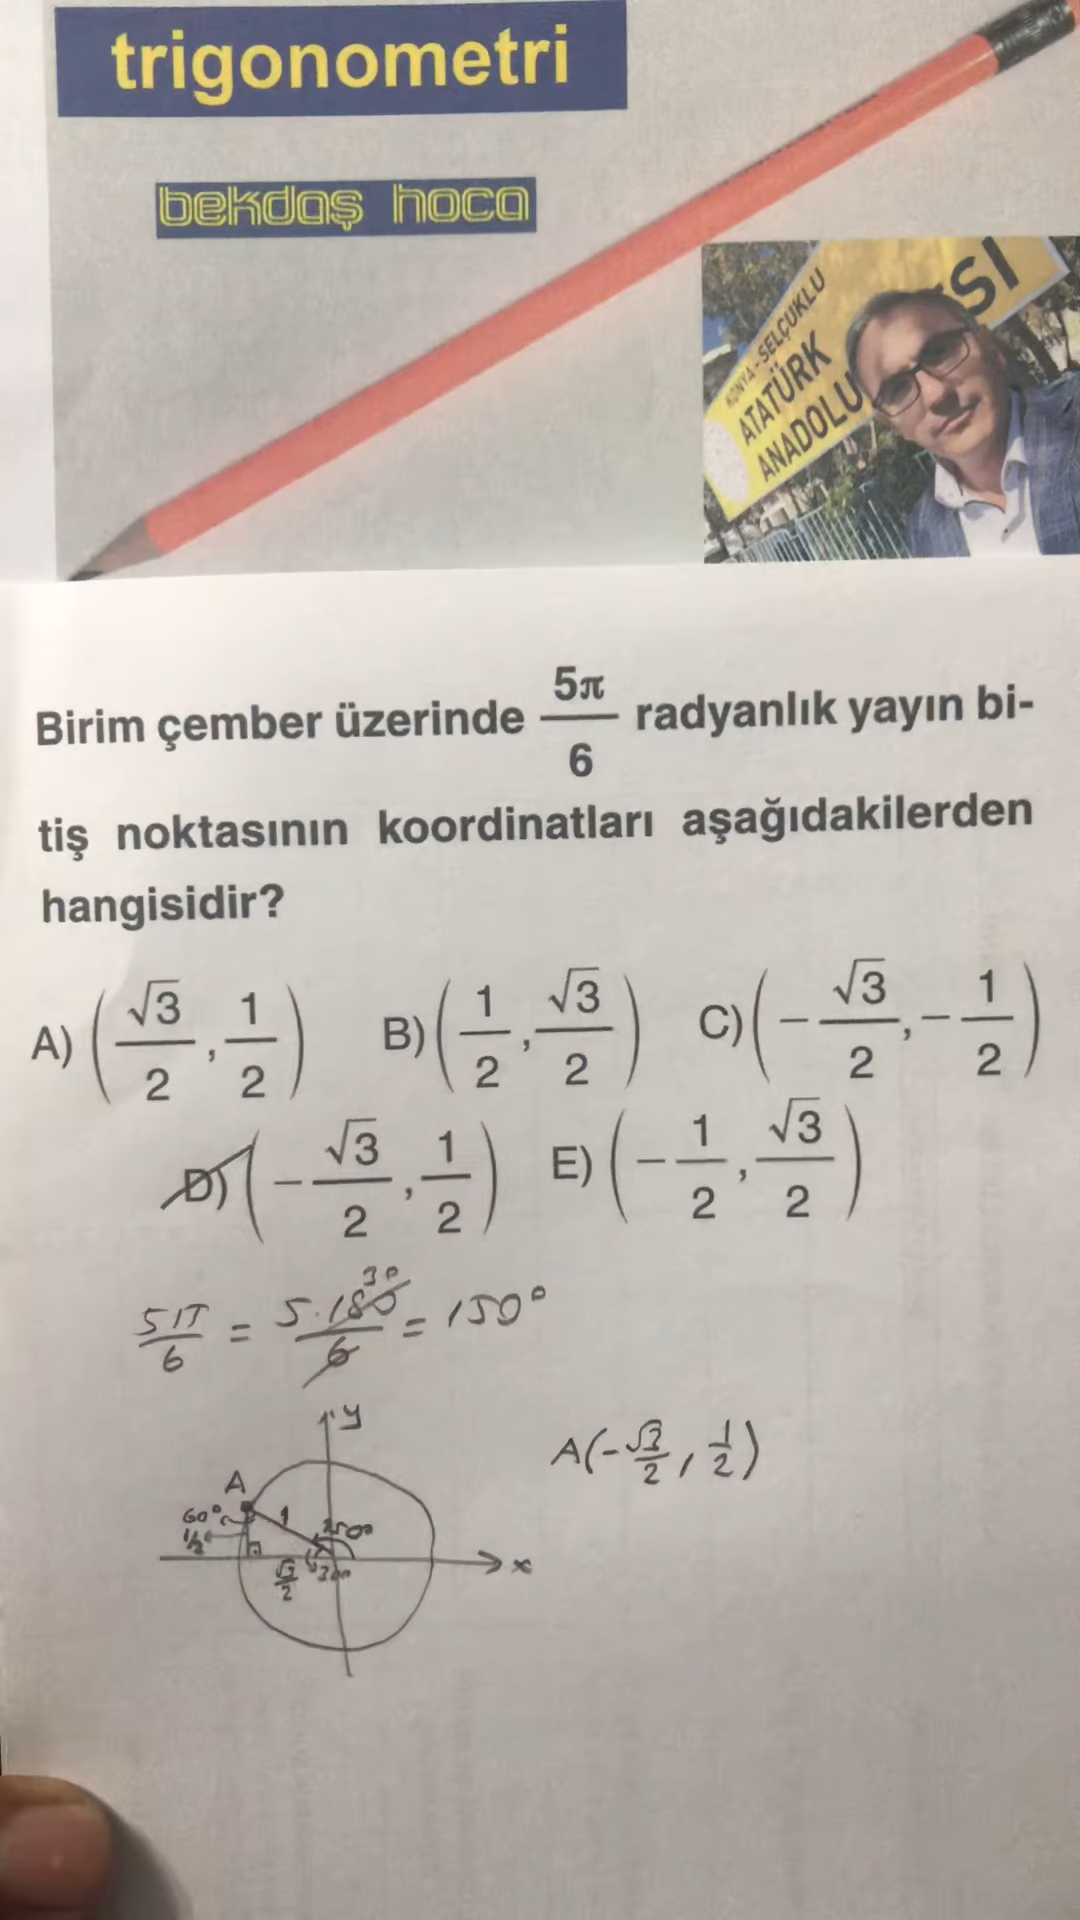 trigonometri
bekdaş hoca
KONYA-SELÇUKLU
ATATÜRK
ANADOLU
SI
Birim çember üzerinde 5π/6 radyanlık yayın bi-
tiş noktasının koordinatları aşağıdakilerden
hangisidir?
A) (√3/2, 1/2) B) (1/2, √3/2) C) (-√3/2, -1/2)
D) (-√3/2, 1/2) E) (-1/2, √3/2)
5π/6 = 5·180/6 = 150°
30
y
A(-√3/2, 1/2)
A
60°
1
1/2
150°
√3/2
30°
x